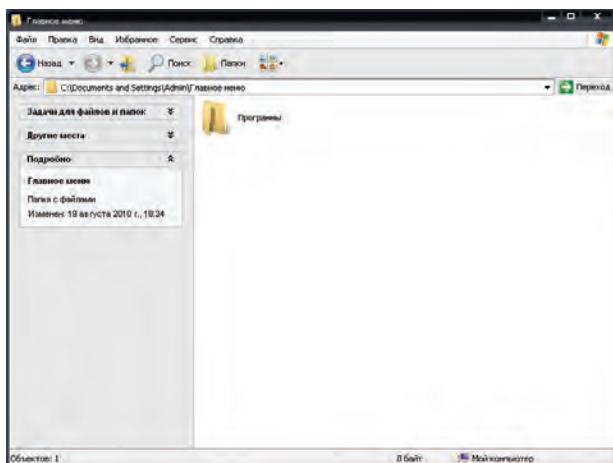 Главное меню
Файл Правка Вид Избранное Сервис Справка
Назад Поиск Папки
Адрес: C:\Documents and Settings\Admin\Главное меню Переход
Задачи для файлов и папок
Другие места
Подробно
Главное меню
Папка с файлами
Изменен: 19 августа 2010 г., 18:34
Программы
Объектов: 1 0 байт Мой компьютер